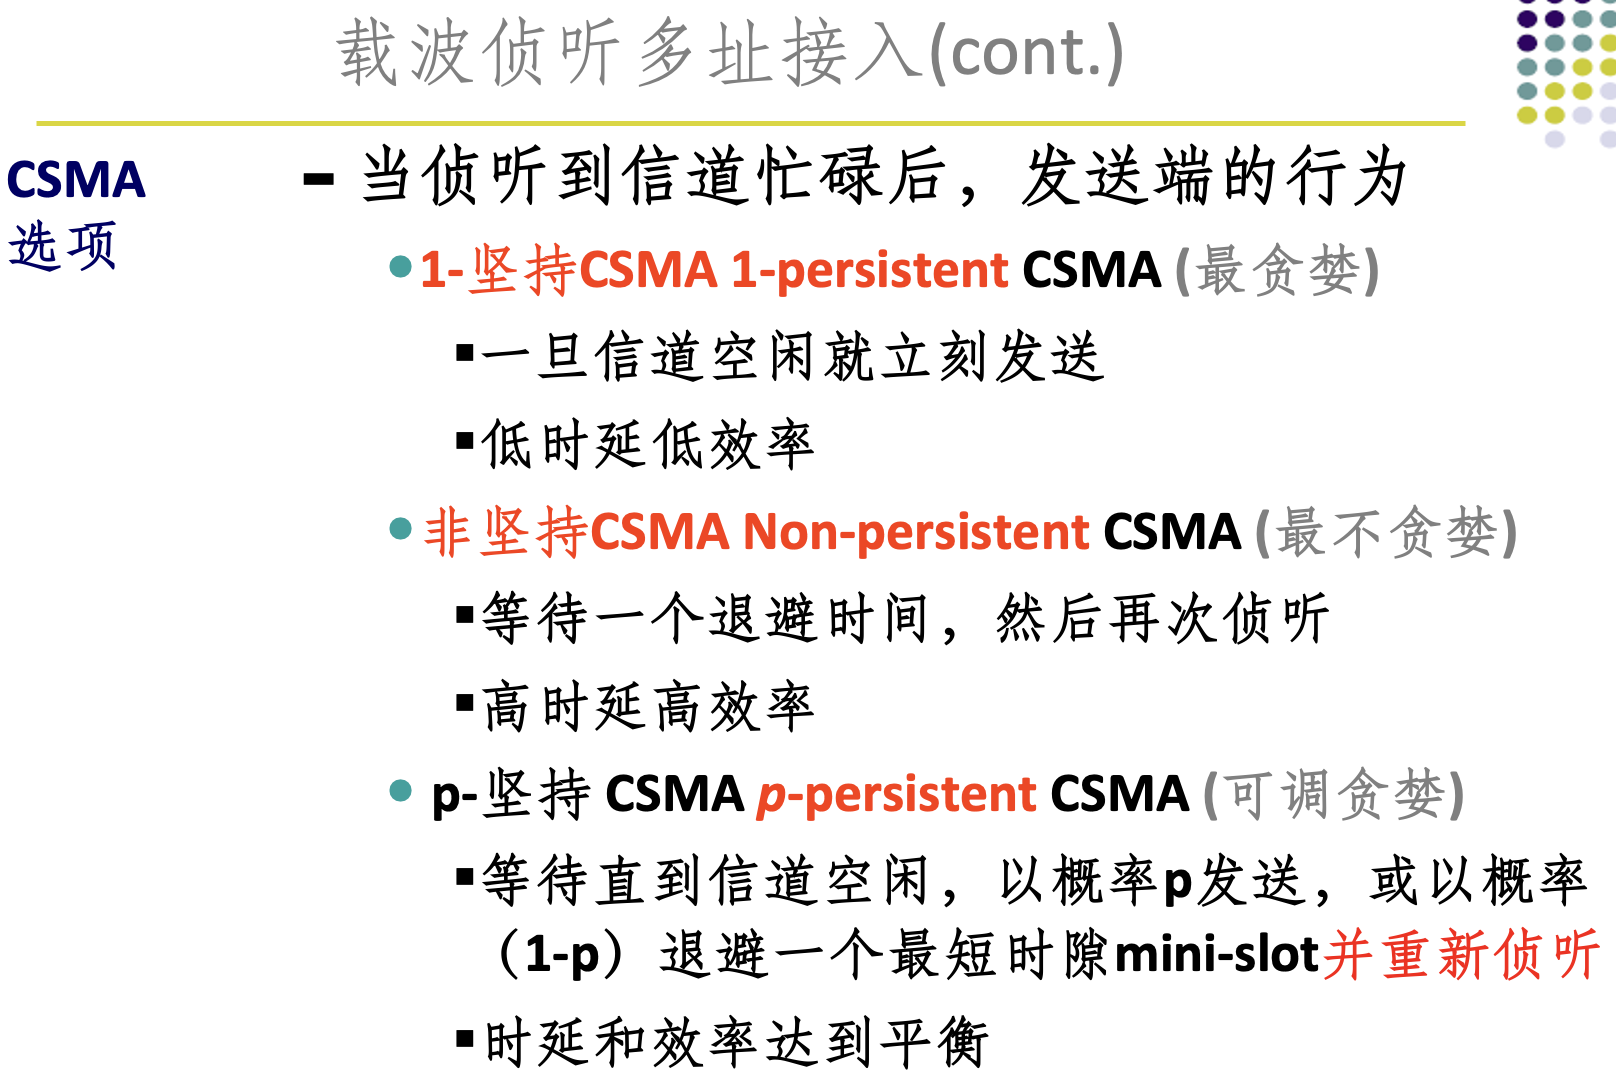 载波侦听多址接入(cont.)
CSMA
选项
– 当侦听到信道忙碌后，发送端的行为
•1-坚持CSMA 1-persistent CSMA (最贪婪)
▪一旦信道空闲就立刻发送
▪低时延低效率
•非坚持CSMA Non-persistent CSMA (最不贪婪)
▪等待一个退避时间，然后再次侦听
▪高时延高效率
• p-坚持 CSMA p-persistent CSMA (可调贪婪)
▪等待直到信道空闲，以概率p发送，或以概率
（1-p）退避一个最短时隙mini-slot并重新侦听
▪时延和效率达到平衡